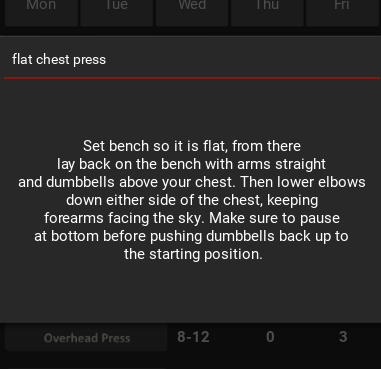 Mon Tue Wed Thu Fri
flat chest press
Set bench so it is flat, from there
lay back on the bench with arms straight
and dumbbells above your chest. Then lower elbows
down either side of the chest, keeping
forearms facing the sky. Make sure to pause
at bottom before pushing dumbbells back up to
the starting position.
Overhead Press 8-12 0 3